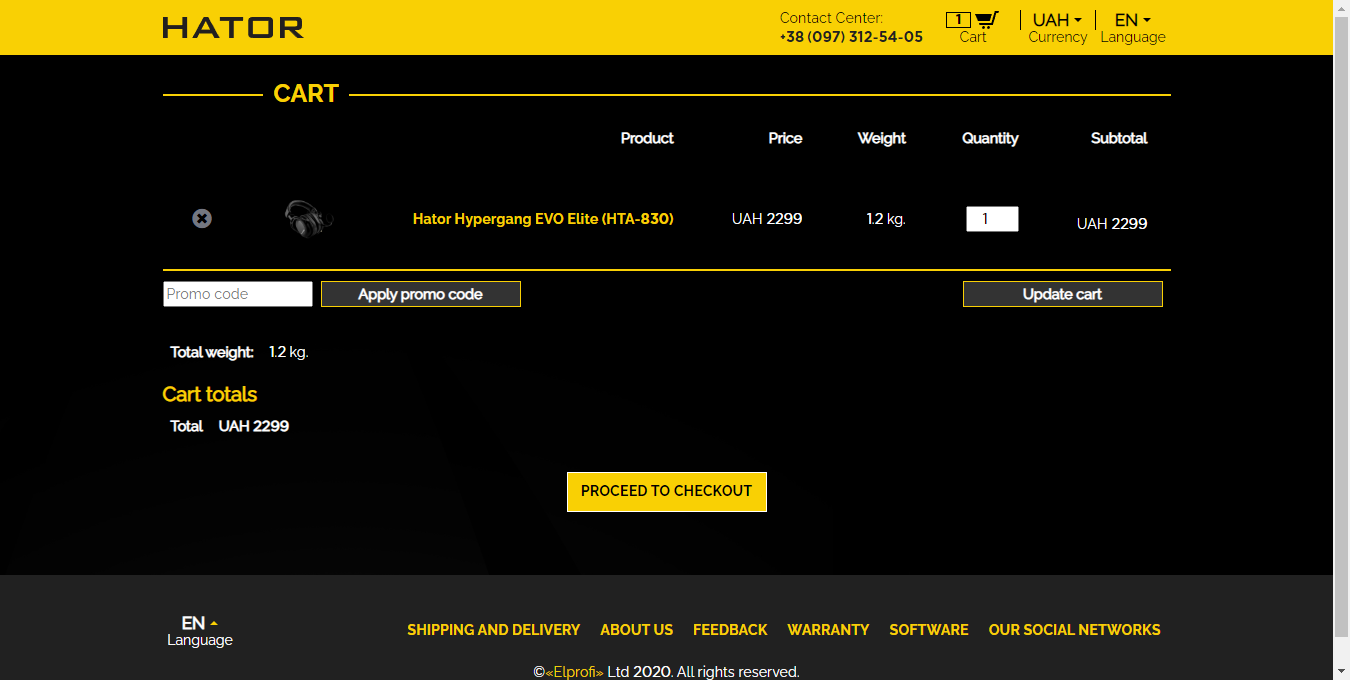 HATOR
Contact Center:
+38 (097) 312-54-05
1
Cart
UAH
Currency
EN
Language
CART
Product Price Weight Quantity Subtotal
Hator Hypergang EVO Elite (HTA-830) UAH 2299 1.2 kg. 1 UAH 2299
Promo code Apply promo code Update cart
Total weight: 1.2 kg.
Cart totals
Total UAH 2299
PROCEED TO CHECKOUT
EN
Language
SHIPPING AND DELIVERY ABOUT US FEEDBACK WARRANTY SOFTWARE OUR SOCIAL NETWORKS
©«Elprofi» Ltd 2020. All rights reserved.